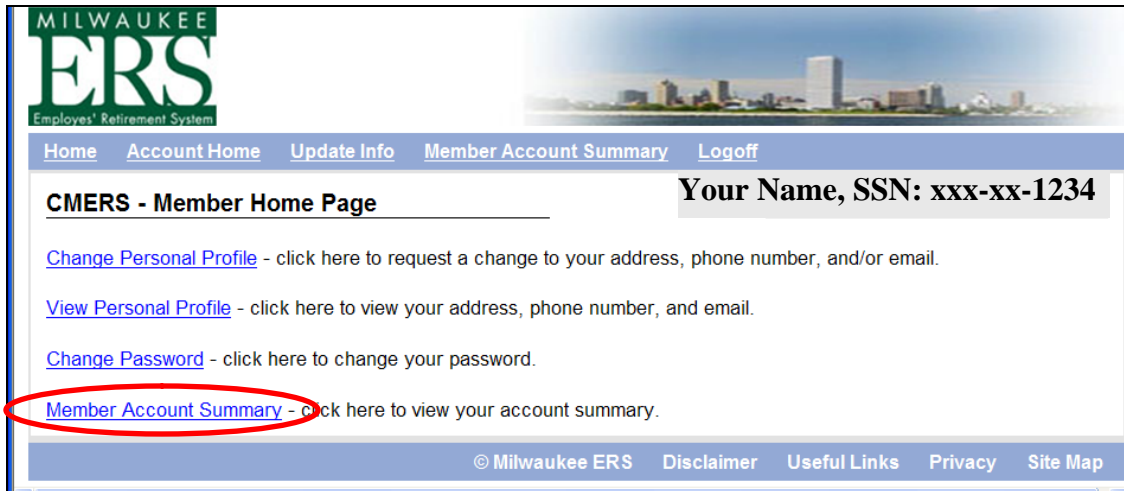 MILWAUKEE
ERS
Employes' Retirement System
Home Account Home Update Info Member Account Summary Logoff
CMERS - Member Home Page
Your Name, SSN: xxx-xx-1234
Change Personal Profile - click here to request a change to your address, phone number, and/or email.
View Personal Profile - click here to view your address, phone number, and email.
Change Password - click here to change your password.
Member Account Summary - click here to view your account summary.
© Milwaukee ERS Disclaimer Useful Links Privacy Site Map